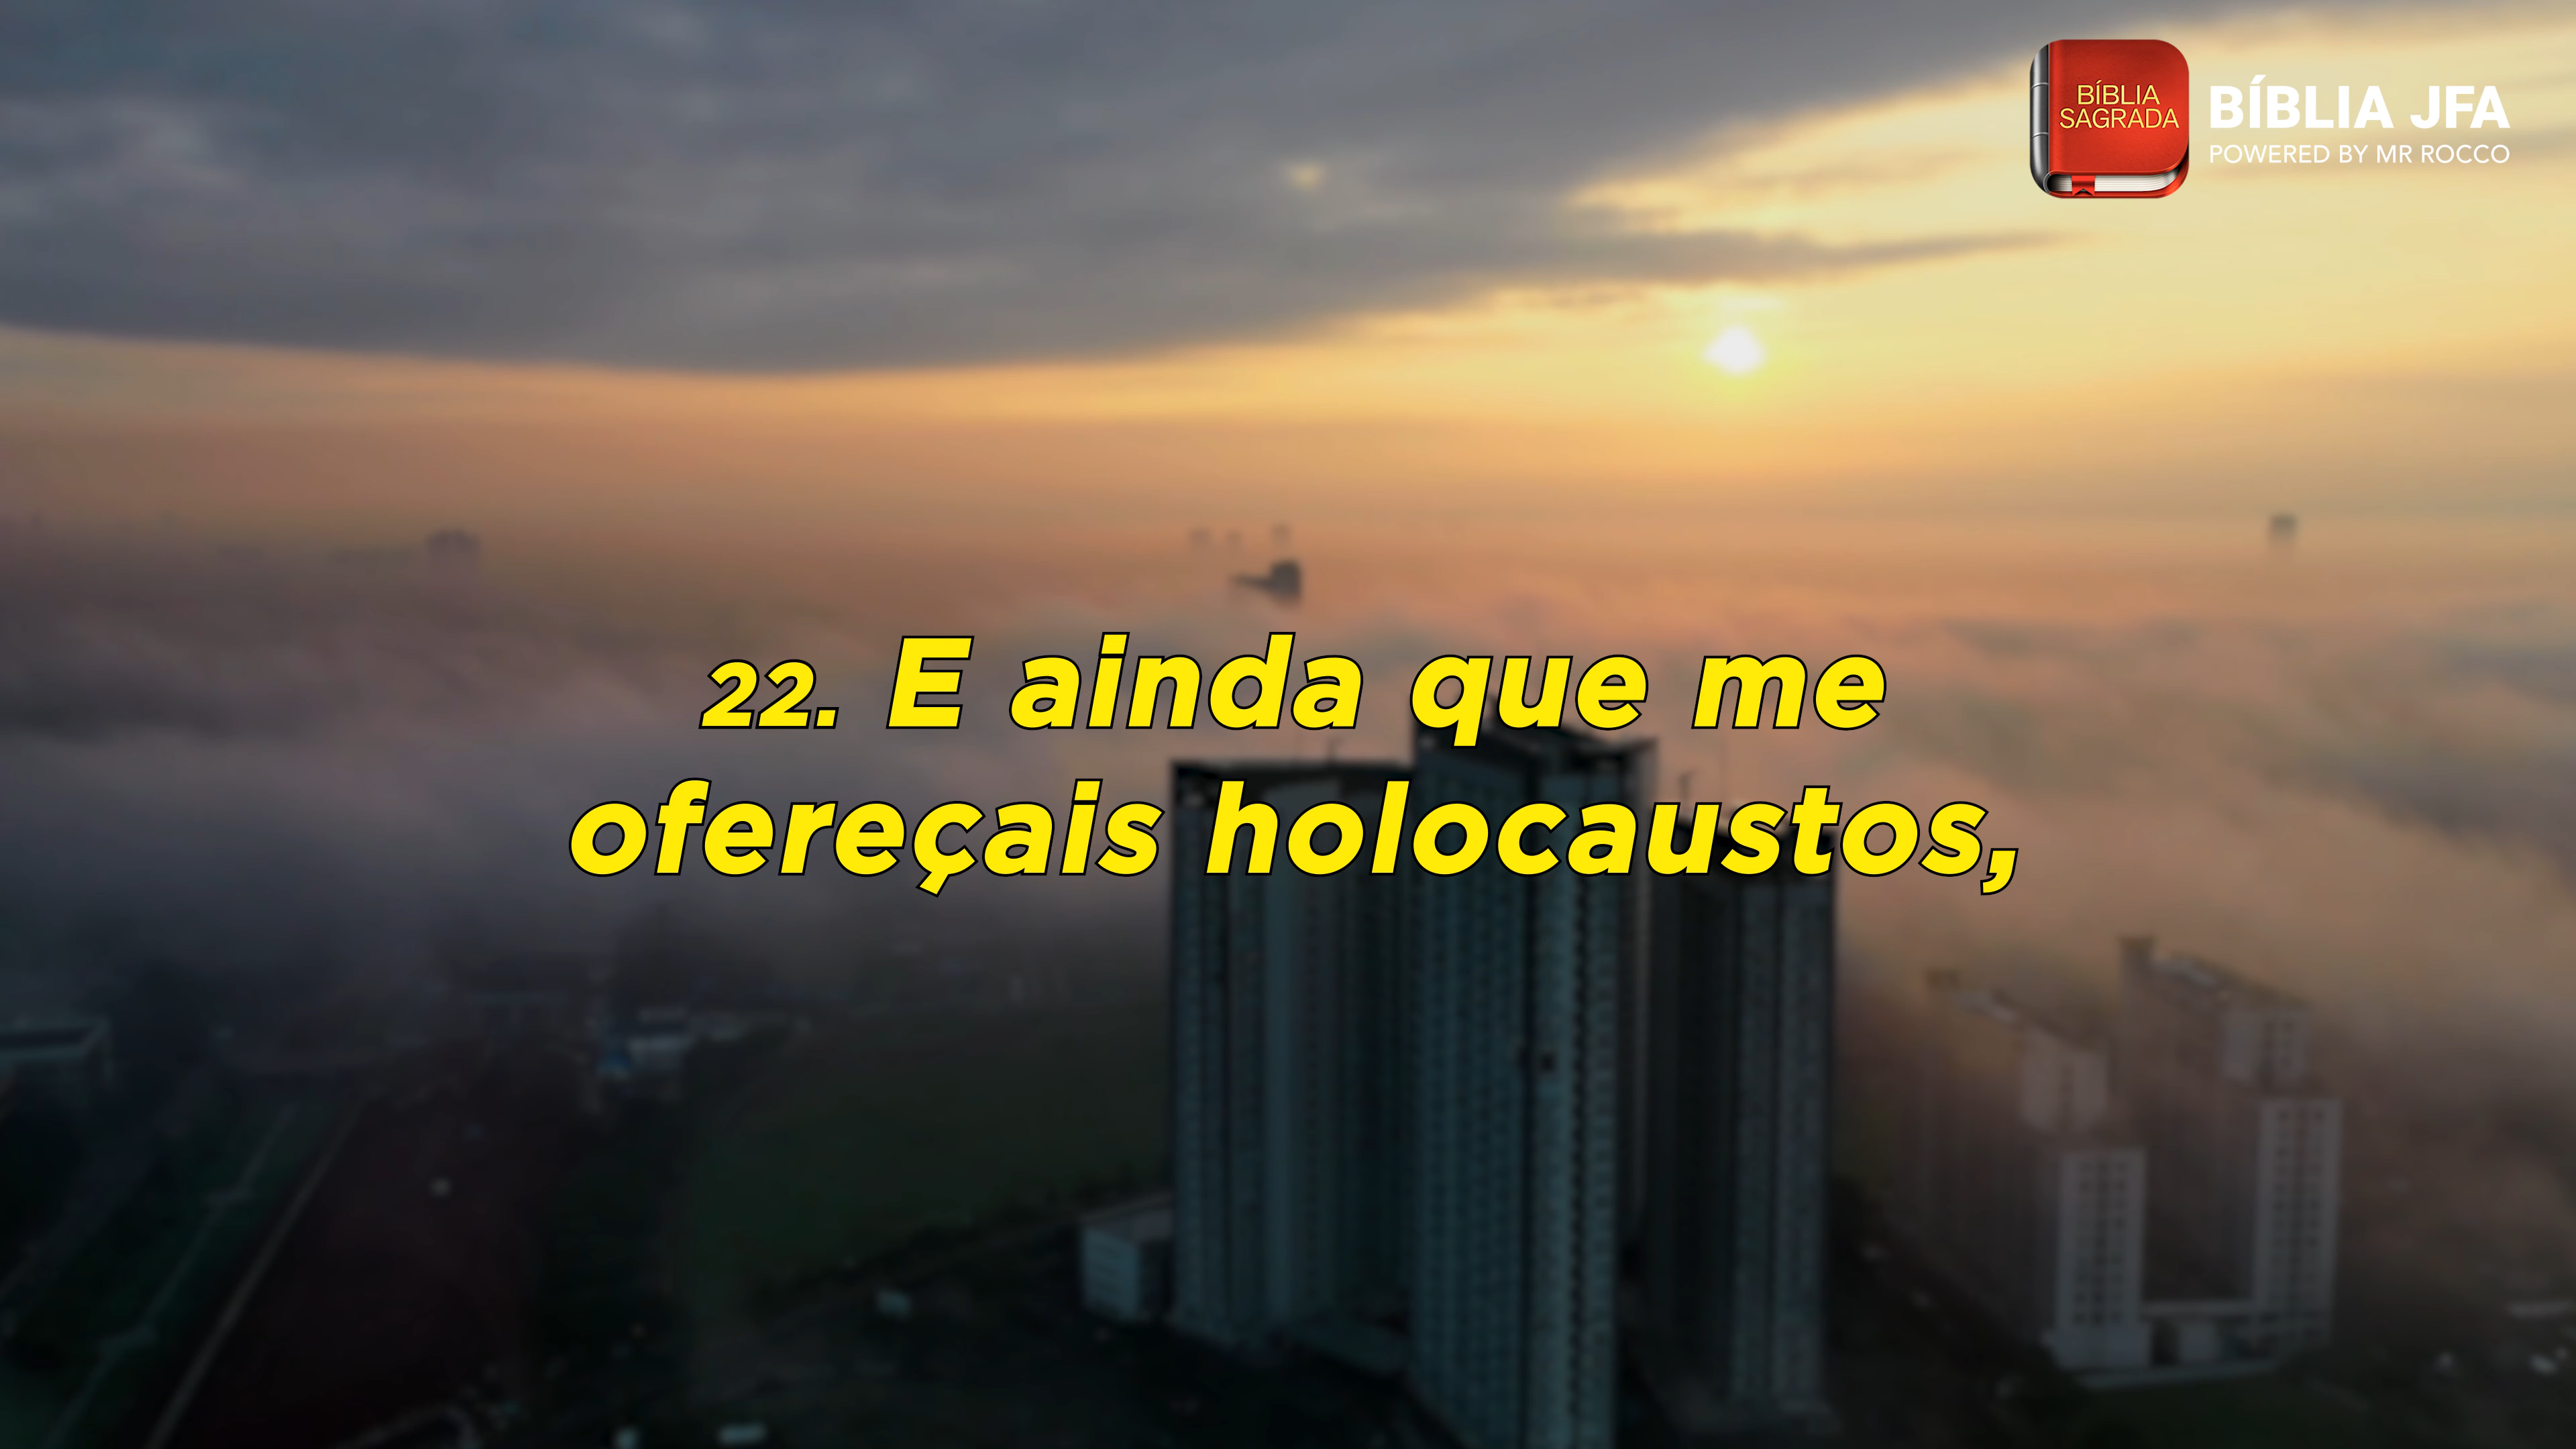 BÍBLIA
SAGRADA
BÍBLIA JFA
POWERED BY MR ROCCO
22. E ainda que me
ofereçais holocaustos,